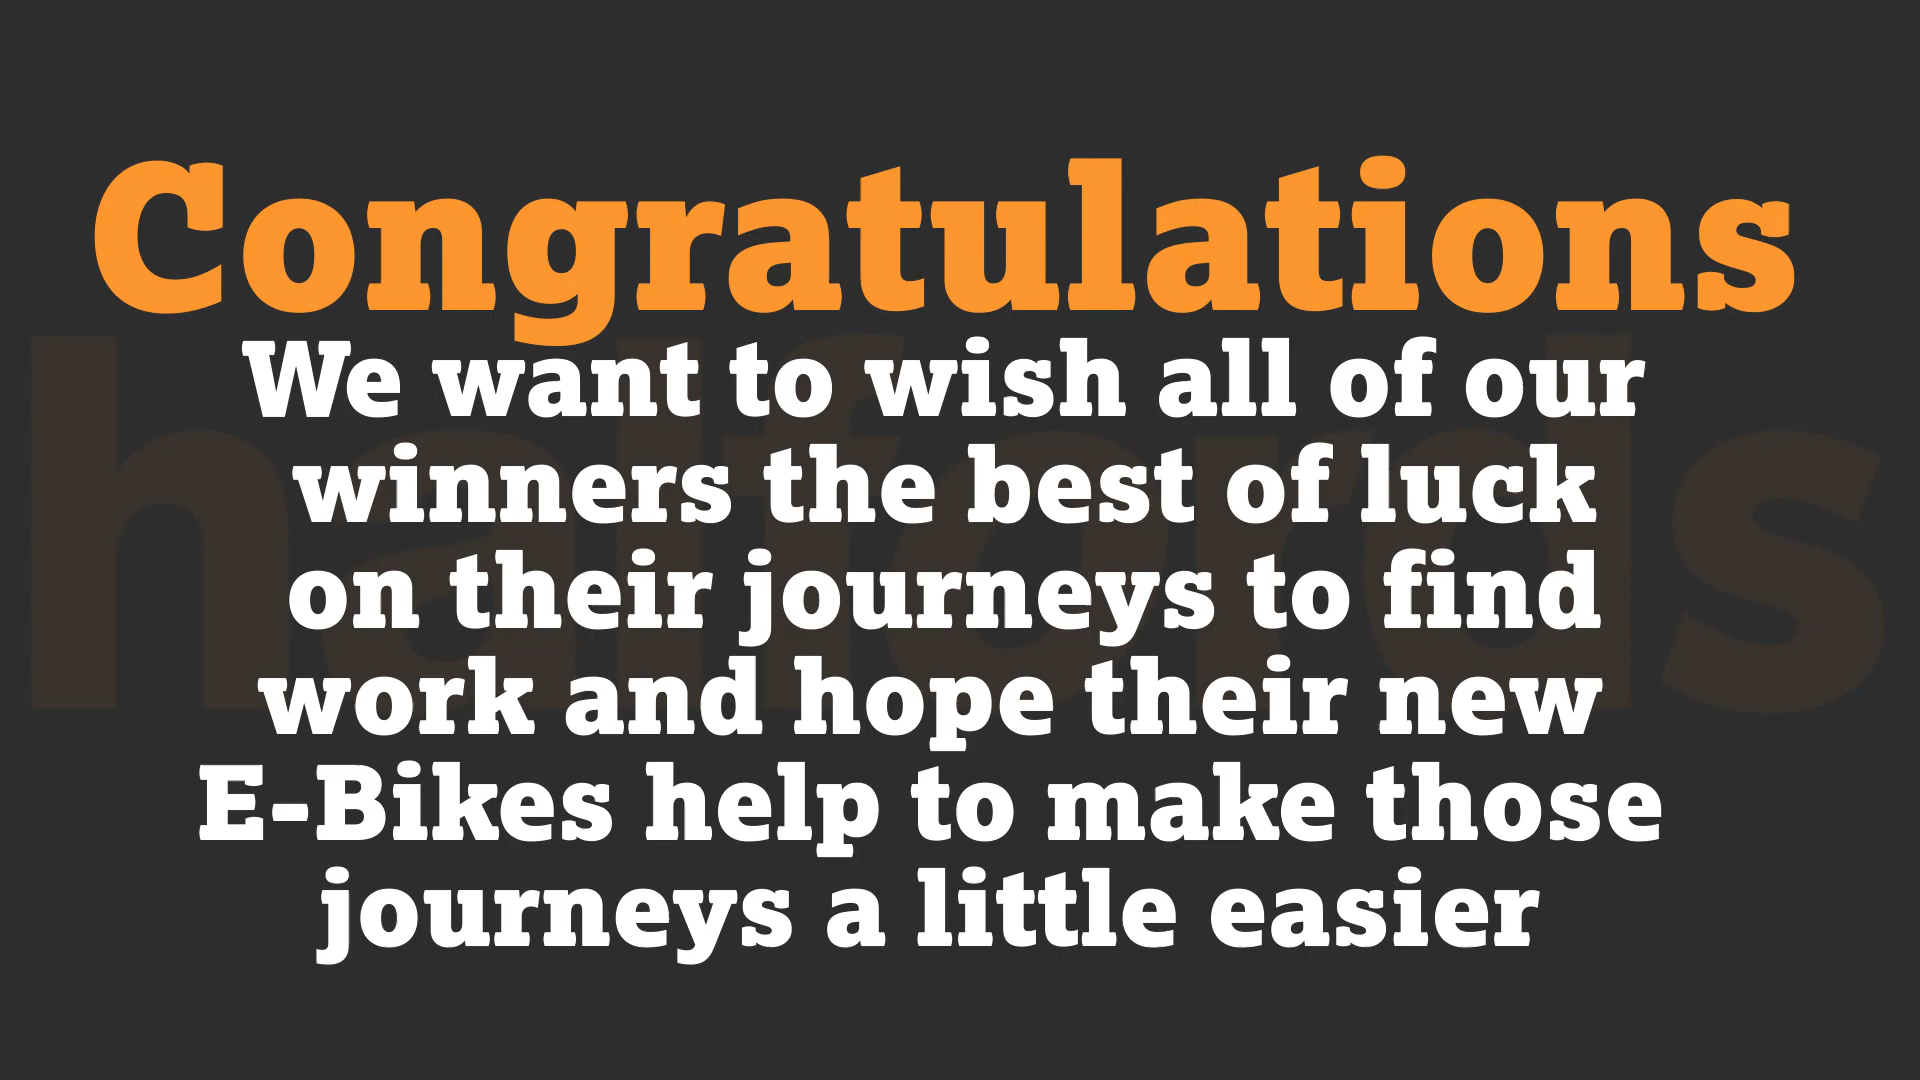 Congratulations
halfords
We want to wish all of our
winners the best of luck
on their journeys to find
work and hope their new
E-Bikes help to make those
journeys a little easier